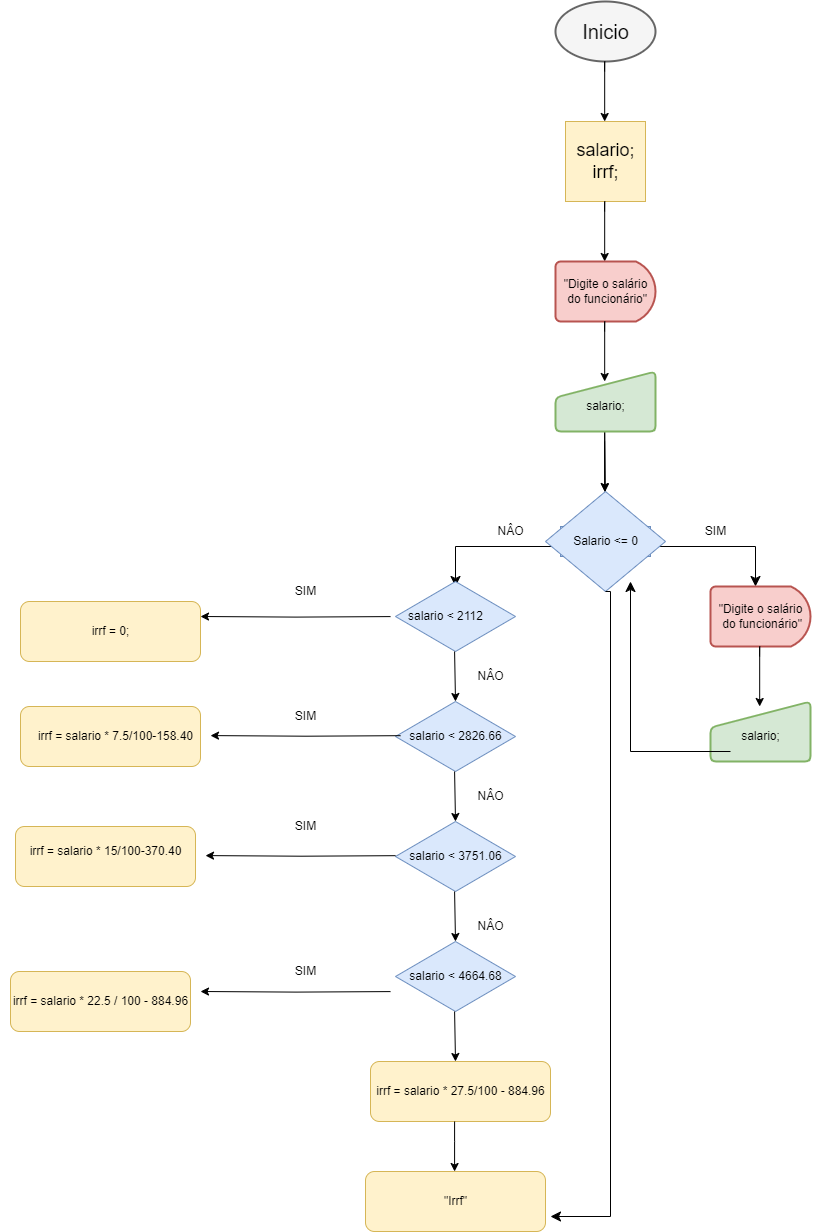 Inicio
salario;
irrf;
"Digite o salário
do funcionário"
salario;
NÂO
Salario <= 0
SIM
SIM
salario < 2112
"Digite o salário
do funcionário"
irrf = 0;
NÂO
SIM
irrf = salario * 7.5/100-158.40
salario < 2826.66
salario;
NÂO
SIM
irrf = salario * 15/100-370.40
salario < 3751.06
NÂO
SIM
salario < 4664.68
irrf = salario * 22.5 / 100 - 884.96
irrf = salario * 27.5/100 - 884.96
"Irrf"